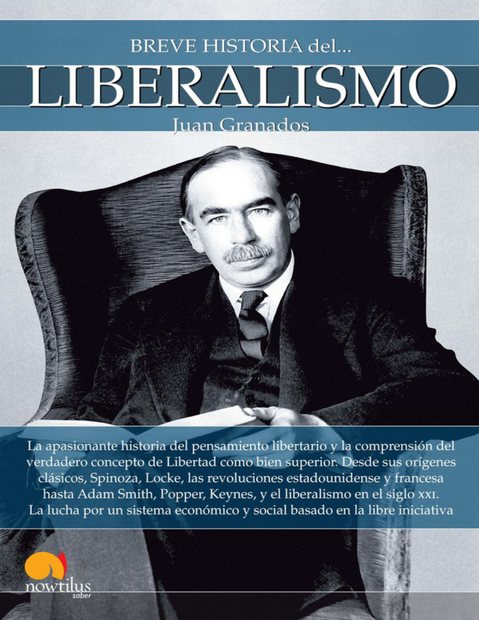 BREVE HISTORIA del...
LIBERALISMO
Juan Granados
La apasionante historia del pensamiento libertario y la comprensión del
verdadero concepto de Libertad como bien superior. Desde sus orígenes
clásicos, Spinoza, Locke, las revoluciones estadounidense y francesa
hasta Adam Smith, Popper, Keynes, y el liberalismo en el siglo XXI.
La lucha por un sistema económico y social basado en la libre iniciativa
nowtilus
saber